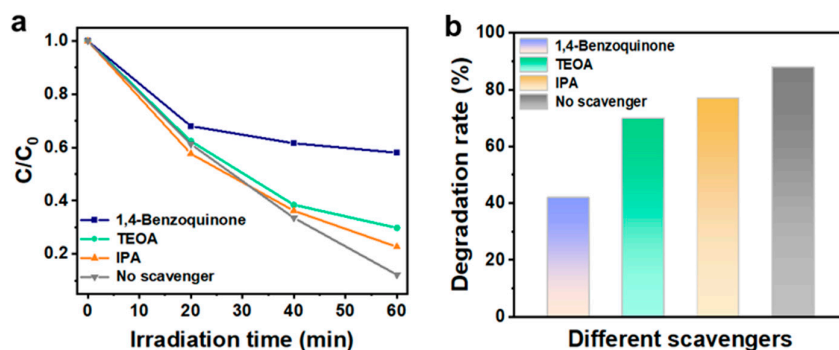 a
C/C0
1.0
0.8
0.6
0.4
0.2
1,4-Benzoquinone
TEOA
IPA
No scavenger
0 10 20 30 40 50 60
Irradiation time (min)
b
Degradation rate (%)
100
80
60
40
20
0
1,4-Benzoquinone
TEOA
IPA
No scavenger
Different scavengers